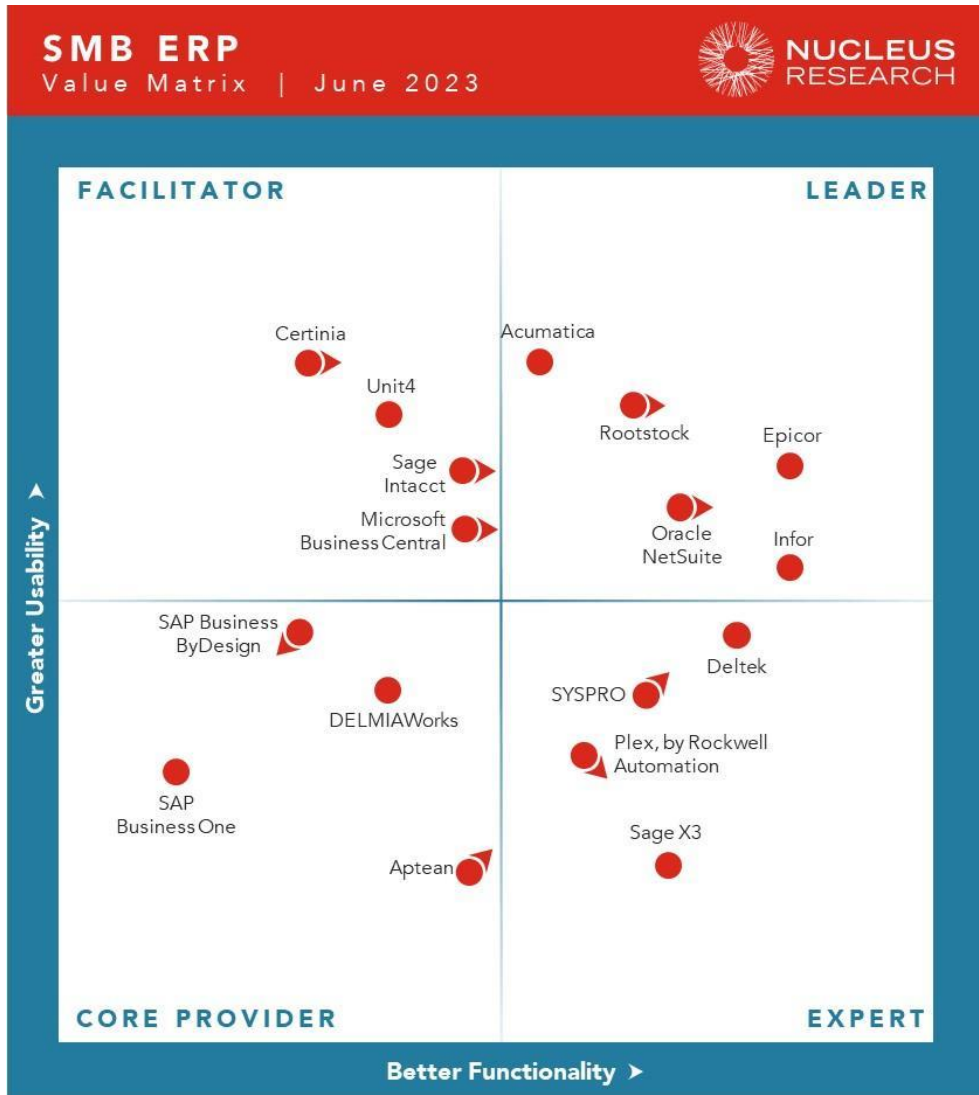 SMB ERP
Value Matrix | June 2023
NUCLEUS
RESEARCH
FACILITATOR
LEADER
Certinia
Acumatica
Unit4
Rootstock
Epicor
Sage
Intacct
Microsoft
Business Central
Oracle
NetSuite
Infor
SAP Business
ByDesign
Deltek
DELMIAWorks
SYSPRO
Plex, by Rockwell
Automation
SAP
Business One
Sage X3
Aptean
CORE PROVIDER
EXPERT
Greater Usability ➤
Better Functionality ➤